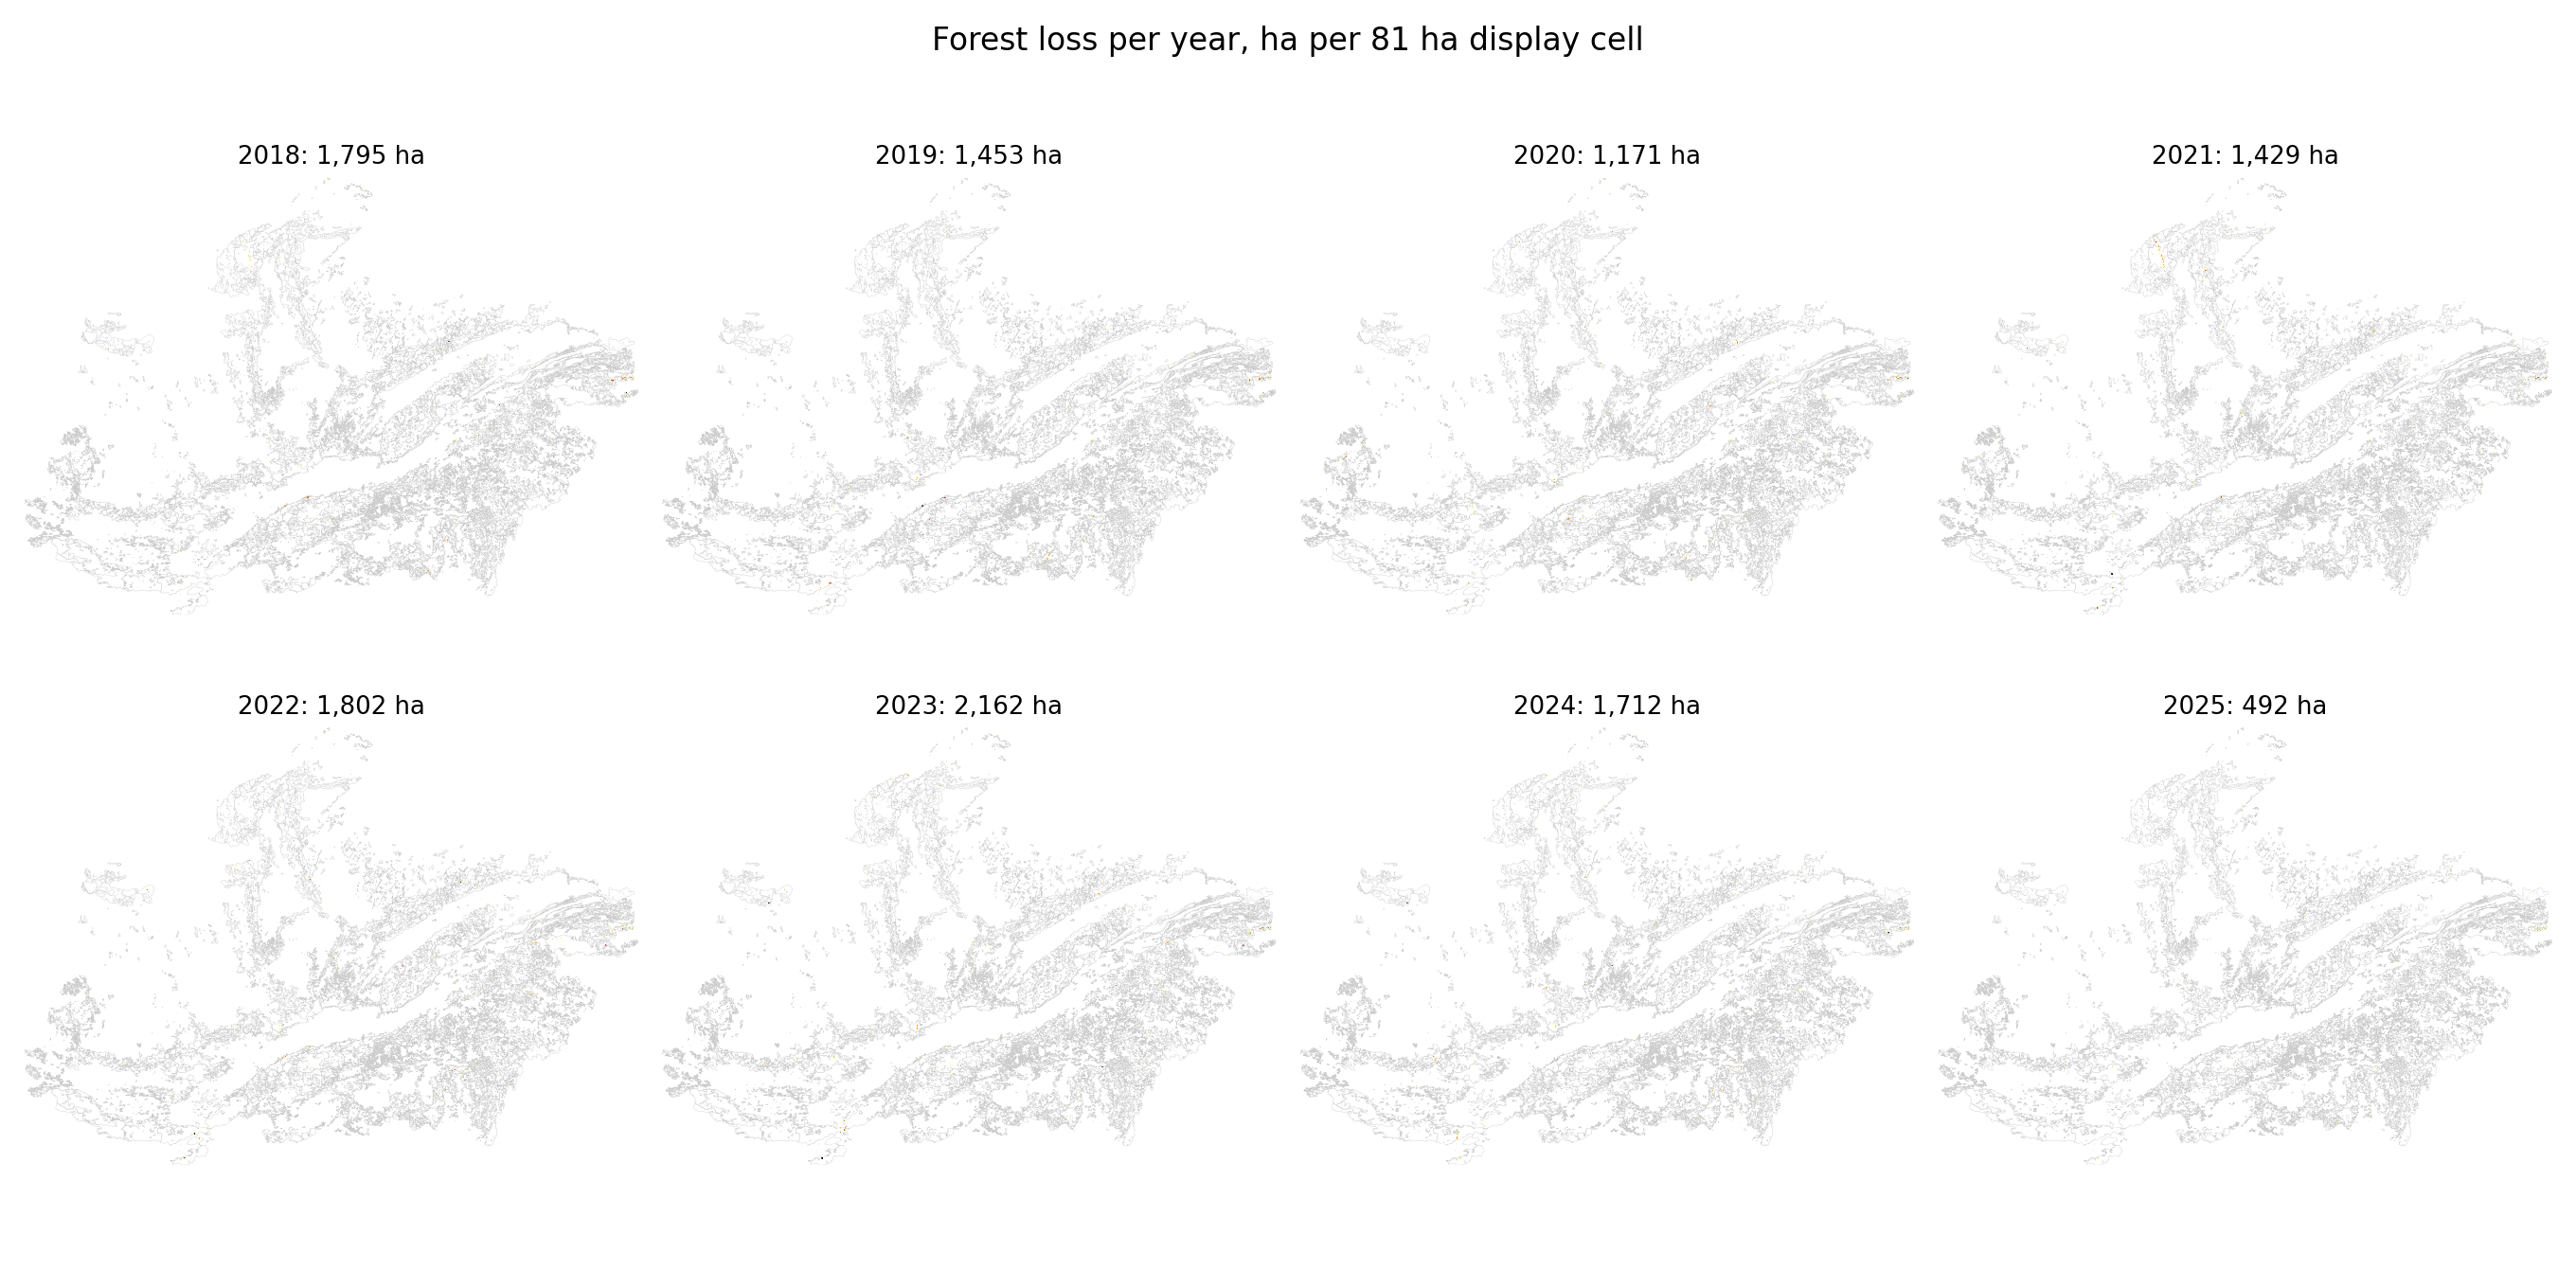 Forest loss per year, ha per 81 ha display cell
2018: 1,795 ha
2019: 1,453 ha
2020: 1,171 ha
2021: 1,429 ha
2022: 1,802 ha
2023: 2,162 ha
2024: 1,712 ha
2025: 492 ha